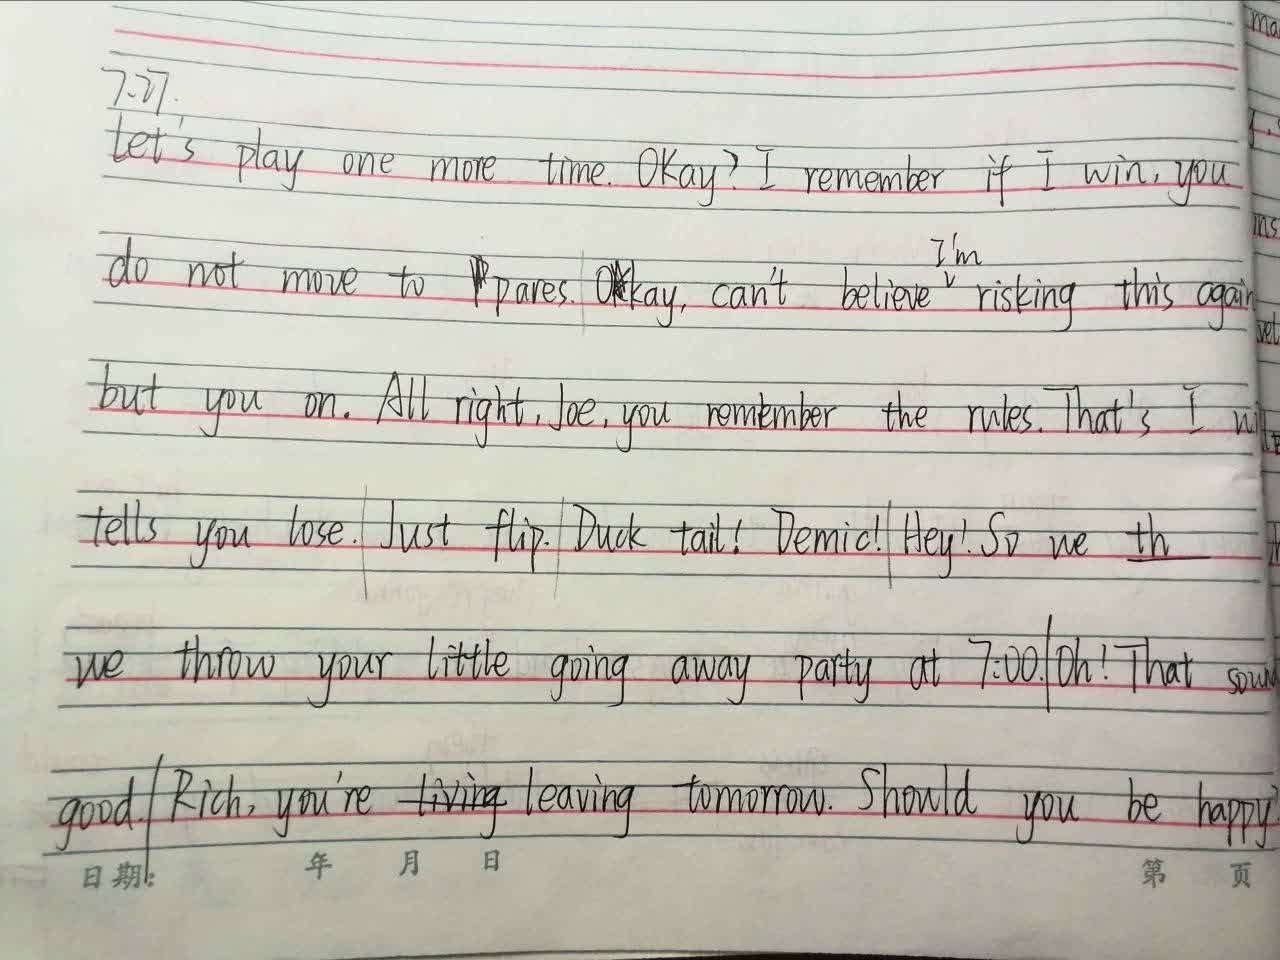 7.27.
Let's play one more time. Okay? I remember if I win, you
do not move to pares. Okay, can't believe I'm risking this again
but you on. All right, Joe, you remember the rules. That's I
tells you lose. Just flip. Duck tail! Demic! Hey! So we th
we throw your little going away party at 7:00. Oh! That
good. Rich, you're living leaving tomorrow. Should you be happy?
日期: 年 月 日 第 页